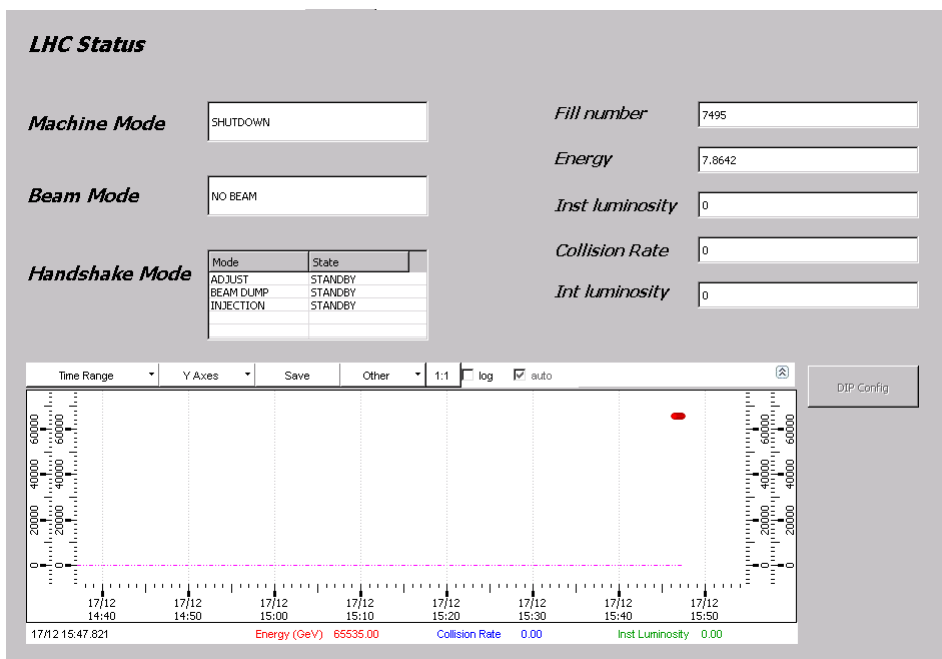 LHC Status
Machine Mode
SHUTDOWN
Beam Mode
NO BEAM
Handshake Mode
Mode State
ADJUST STANDBY
BEAM DUMP STANDBY
INJECTION STANDBY
Fill number
7495
Energy
7.8642
Inst luminosity
0
Collision Rate
0
Int luminosity
0
Time Range Y Axes Save Other 1:1 log auto
DIP Config
60000 60000 60000 60000
40000 40000 40000 40000
20000 20000 20000 20000
0 0 0 0
17/12 17/12 17/12 17/12 17/12 17/12 17/12 17/12
14:40 14:50 15:00 15:10 15:20 15:30 15:40 15:50
17/12 15:47.821 Energy (GeV) 65535.00 Collision Rate 0.00 Inst Luminosity 0.00